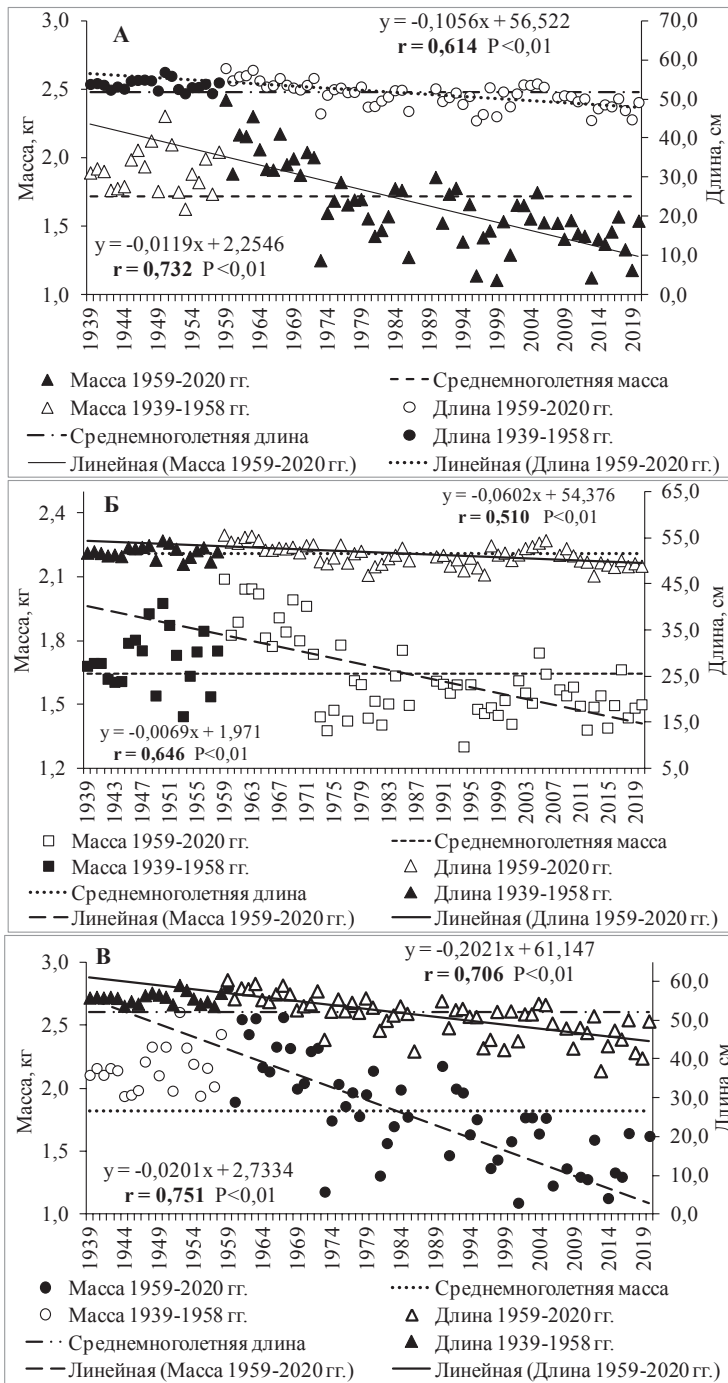 А
y = -0,1056x + 56,522
r = 0,614 P<0,01
Масса, кг
Длина, см
3,0
2,5
2,0
1,5
1,0
70,0
60,0
50,0
40,0
30,0
20,0
10,0
0,0
y = -0,0119x + 2,2546
r = 0,732 P<0,01
1939 1944 1949 1954 1959 1964 1969 1974 1979 1984 1989 1994 1999 2004 2009 2014 2019
Масса 1959-2020 гг. Среднемноголетняя масса
Масса 1939-1958 гг. Длина 1959-2020 гг.
Среднемноголетняя длина Длина 1939-1958 гг.
Линейная (Масса 1959-2020 гг.) Линейная (Длина 1959-2020 гг.)
Б
y = -0,0602x + 54,376
r = 0,510 P<0,01
Масса, кг
Длина, см
2,4
2,1
1,8
1,5
1,2
65,0
55,0
45,0
35,0
25,0
15,0
5,0
y = -0,0069x + 1,971
r = 0,646 P<0,01
1939 1943 1947 1951 1955 1959 1963 1967 1971 1975 1979 1983 1987 1991 1995 1999 2003 2007 2011 2015 2019
Масса 1959-2020 гг. Среднемноголетняя масса
Масса 1939-1958 гг. Длина 1959-2020 гг.
Среднемноголетняя длина Длина 1939-1958 гг.
Линейная (Масса 1959-2020 гг.) Линейная (Длина 1959-2020 гг.)
В
y = -0,2021x + 61,147
r = 0,706 P<0,01
Масса, кг
Длина, см
3,0
2,5
2,0
1,5
1,0
60,0
50,0
40,0
30,0
20,0
10,0
0,0
y = -0,0201x + 2,7334
r = 0,751 P<0,01
1939 1944 1949 1954 1959 1964 1969 1974 1979 1984 1989 1994 1999 2004 2009 2014 2019
Масса 1959-2020 гг. Среднемноголетняя масса
Масса 1939-1958 гг. Длина 1959-2020 гг.
Среднемноголетняя длина Длина 1939-1958 гг.
Линейная (Масса 1959-2020 гг.) Линейная (Длина 1959-2020 гг.)